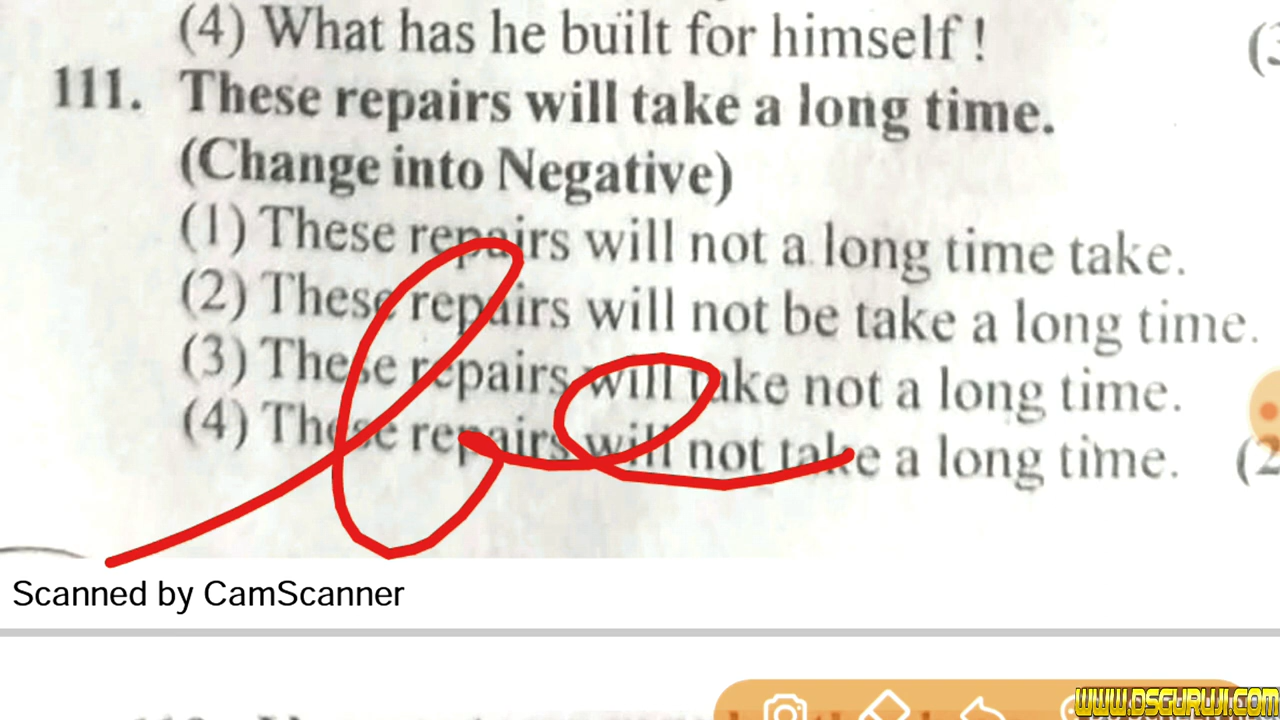 (4) What has he built for himself !
111. These repairs will take a long time.
(Change into Negative)
(1) These repairs will not a long time take.
(2) These repairs will not be take a long time.
(3) These repairs will take not a long time.
(4) These repairs will not take a long time.
be
Scanned by CamScanner
WWW.DSGURUJI.COM